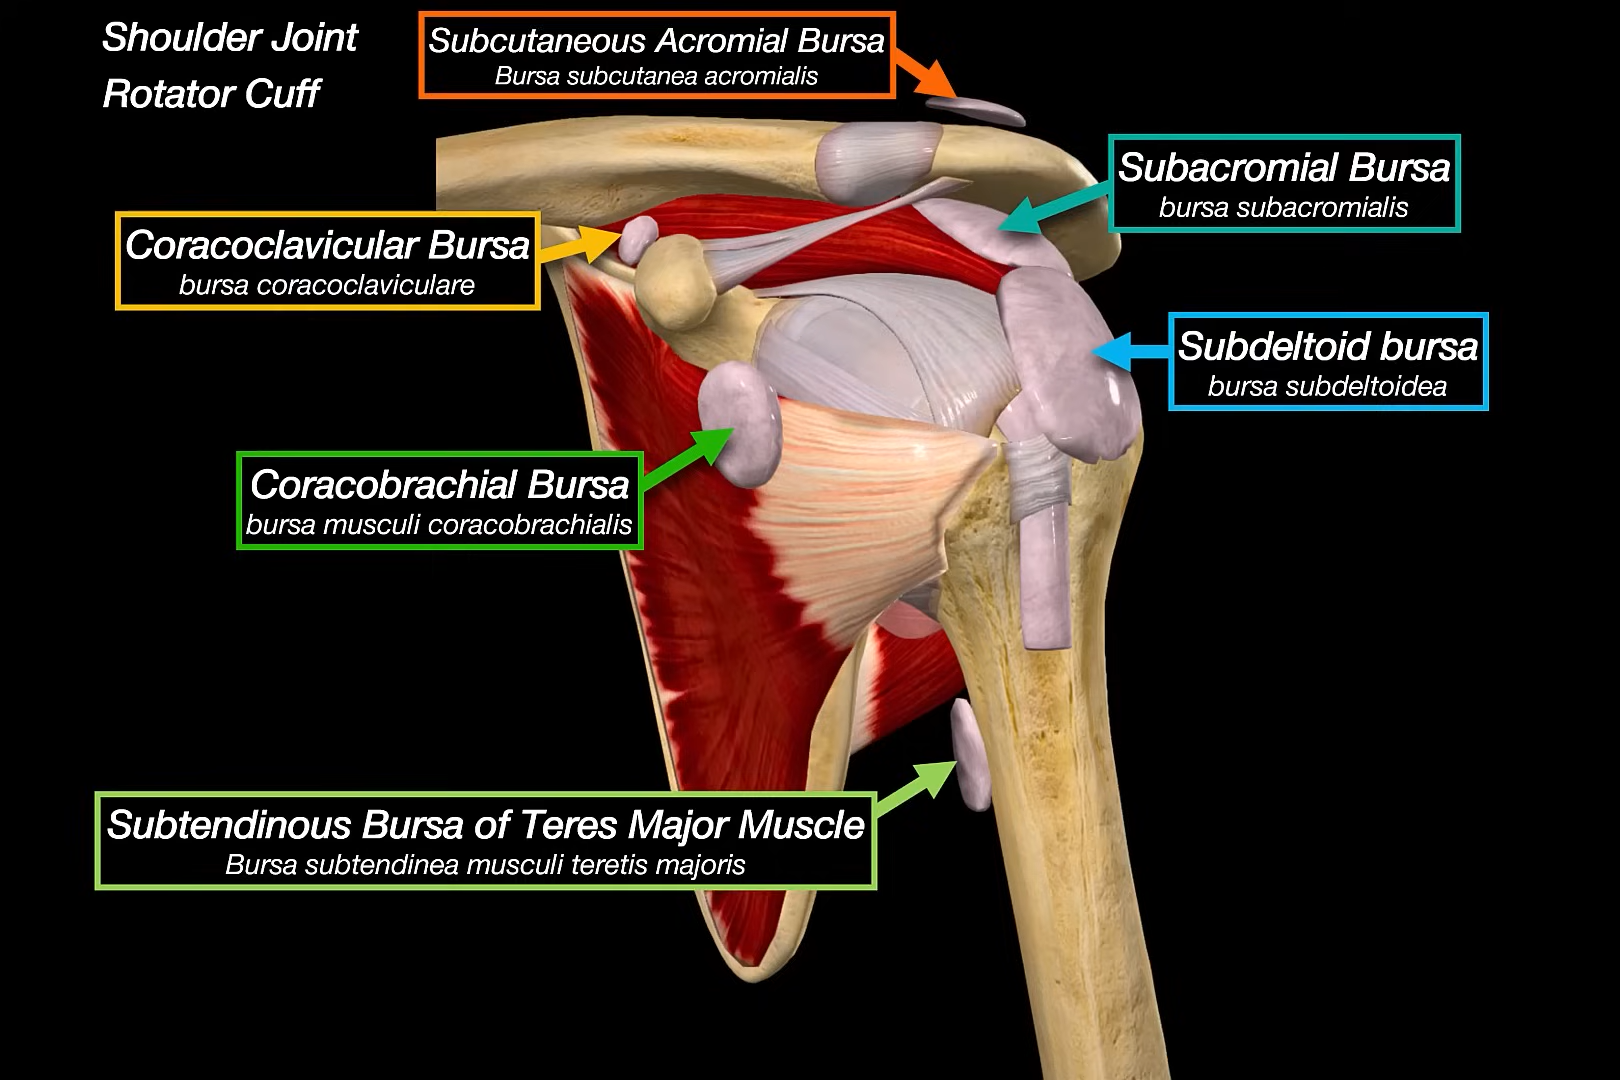 Shoulder Joint
Rotator Cuff
Subcutaneous Acromial Bursa
Bursa subcutanea acromialis
Subacromial Bursa
bursa subacromialis
Coracoclavicular Bursa
bursa coracoclaviculare
Subdeltoid bursa
bursa subdeltoidea
Coracobrachial Bursa
bursa musculi coracobrachialis
Subtendinous Bursa of Teres Major Muscle
Bursa subtendinea musculi teretis majoris